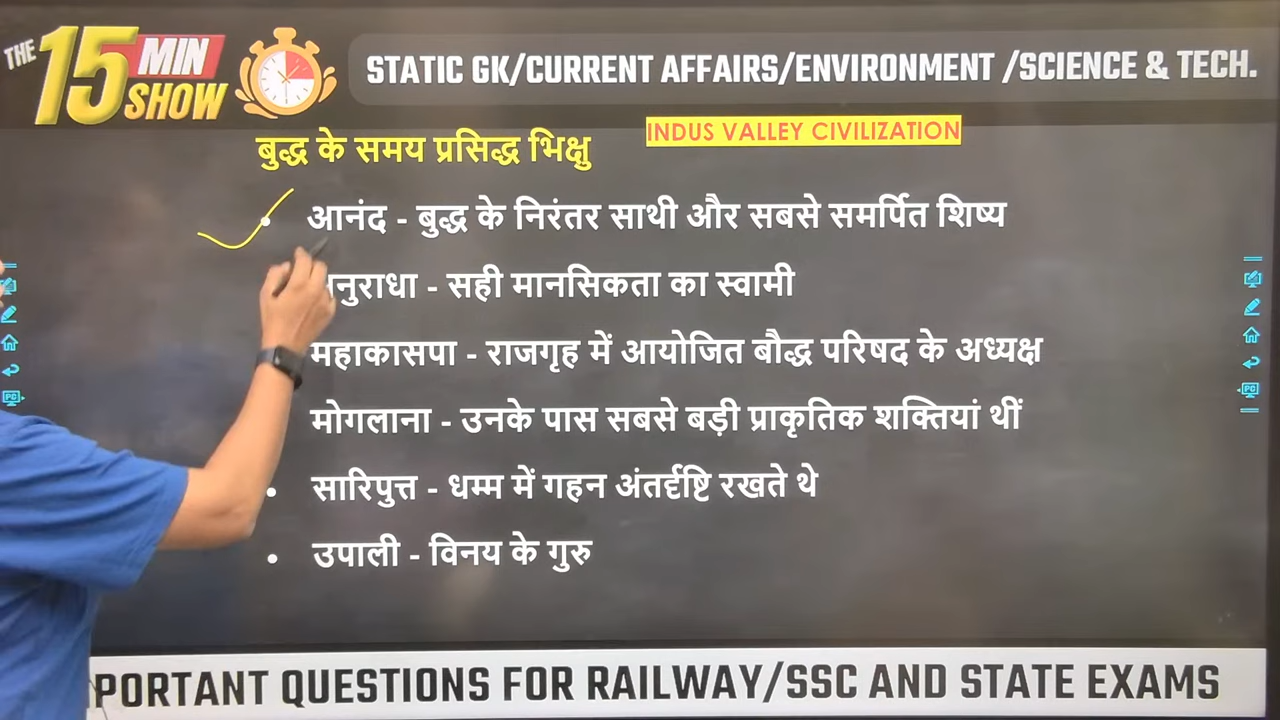 THE 15 MIN SHOW
STATIC GK/CURRENT AFFAIRS/ENVIRONMENT /SCIENCE & TECH.
INDUS VALLEY CIVILIZATION
बुद्ध के समय प्रसिद्ध भिक्षु
• आनंद - बुद्ध के निरंतर साथी और सबसे समर्पित शिष्य
- सही मानसिकता का स्वामी
महाकासपा - राजगृह में आयोजित बौद्ध परिषद के अध्यक्ष
मोगलाना - उनके पास सबसे बड़ी प्राकृतिक शक्तियां थीं
• सारिपुत्त - धम्म में गहन अंतर्दृष्टि रखते थे
• उपाली - विनय के गुरु
QUESTIONS FOR RAILWAY/SSC AND STATE EXAMS
PC
PC